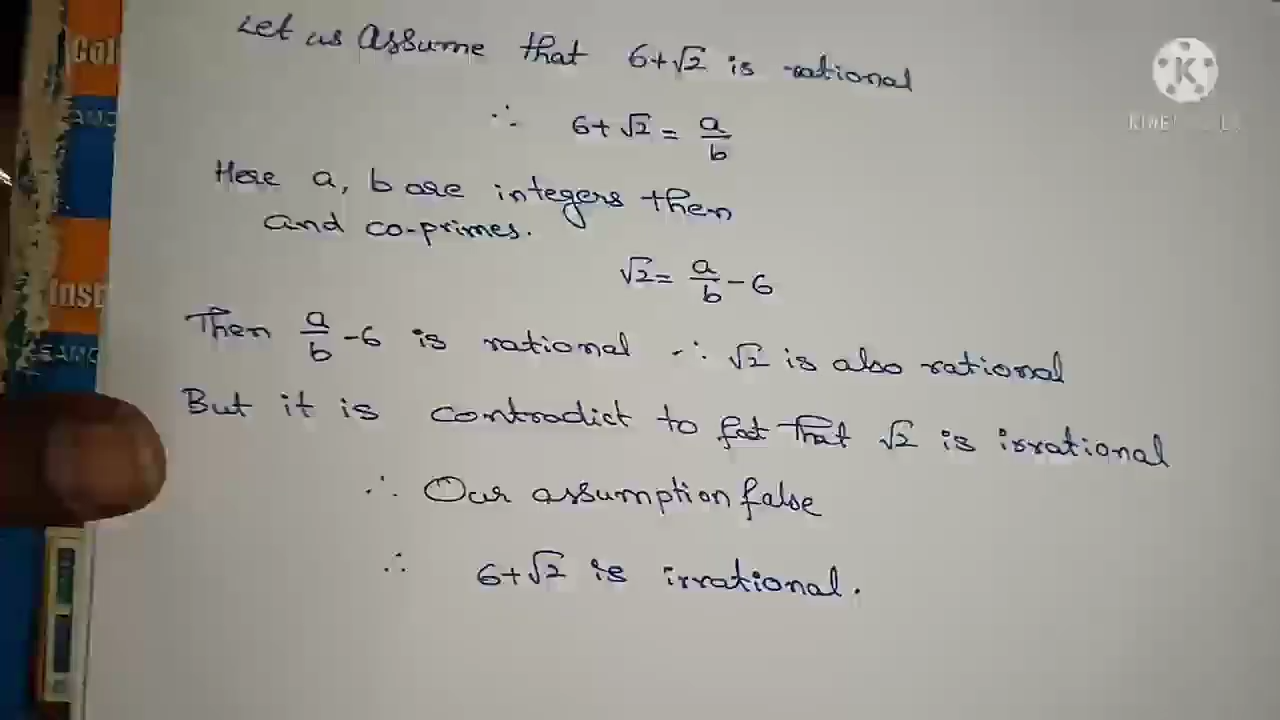 Let us Assume that 6+√2 is rational
∴ 6+√2 = a/b
Here a, b are integers then
and co-primes.
√2 = a/b - 6
Then a/b - 6 is rational ∴ √2 is also rational
But it is contradict to fact that √2 is irrational
∴ Our assumption false
∴ 6+√2 is irrational.
Col
Inst
K